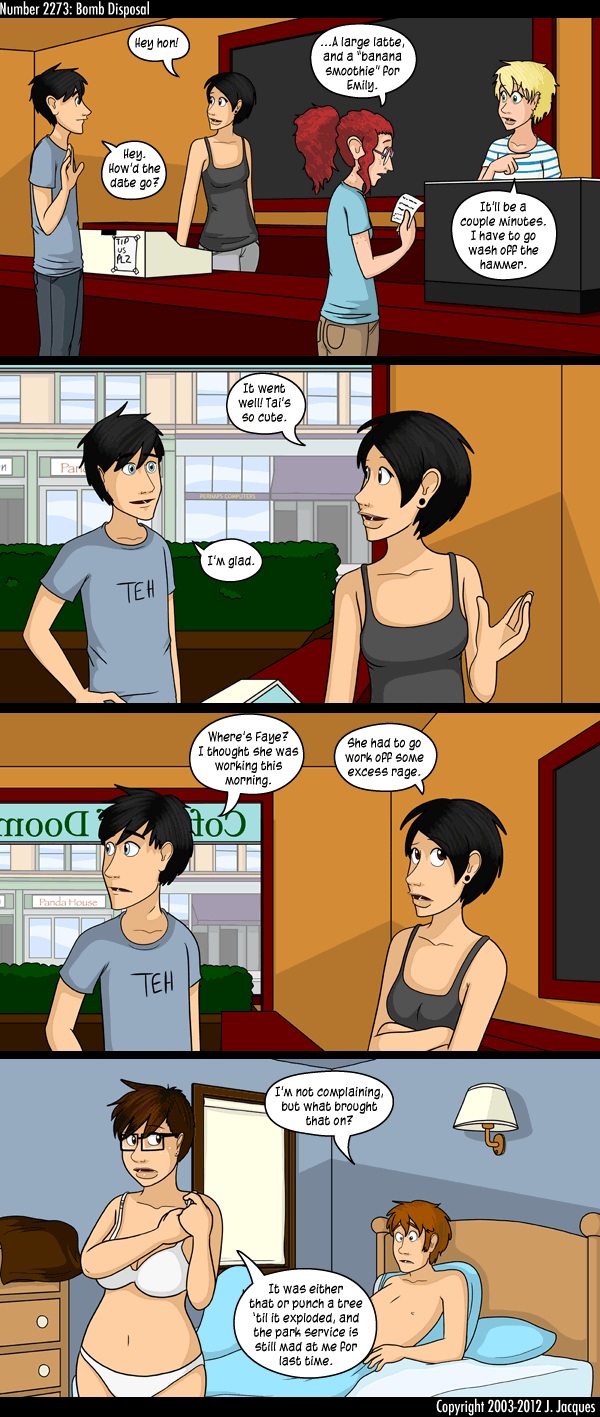 Number 2273: Bomb Disposal
Hey hon!
Hey.
How'd the
date go?
...A large latte,
and a "banana
smoothie" for
Emily.
It'll be a
couple minutes.
I have to go
wash off the
hammer.
TIP
US
PLZ
It went
well! Tai's
so cute.
I'm glad.
Pan
PERHAPS COMPUTERS
TEH
Where's Faye?
I thought she was
working this
morning.
She had to go
work off some
excess rage.
Cof
Doom
Panda House
TEH
I'm not complaining,
but what brought
that on?
It was either
that or punch a tree
'til it exploded, and
the park service is
still mad at me for
last time.
Copyright 2003-2012 J. Jacques